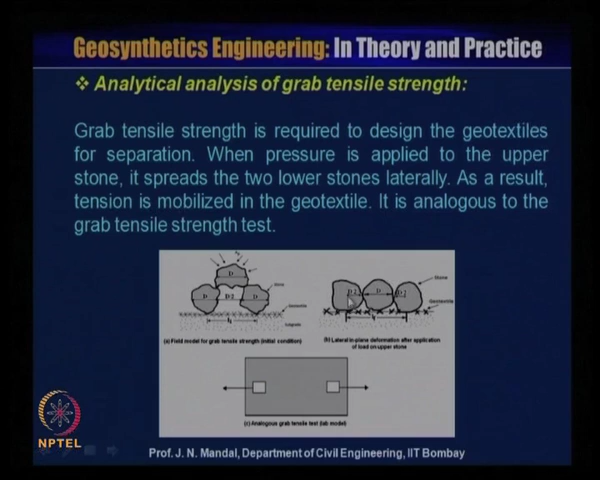 Geosynthetics Engineering: In Theory and Practice
❖ Analytical analysis of grab tensile strength:
Grab tensile strength is required to design the geotextiles
for separation. When pressure is applied to the upper
stone, it spreads the two lower stones laterally. As a result,
tension is mobilized in the geotextile. It is analogous to the
grab tensile strength test.
D
D D/2 D
Stone
Geotextile
Subgrade
D/2 D D/2
Stone
Geotextile
(a) Field model for grab tensile strength (initial condition)
(b) Lateral in-plane deformation after application
of load on upper stone
(c) Analogous grab tensile test (lab model)
NPTEL
Prof. J. N. Mandal, Department of Civil Engineering, IIT Bombay